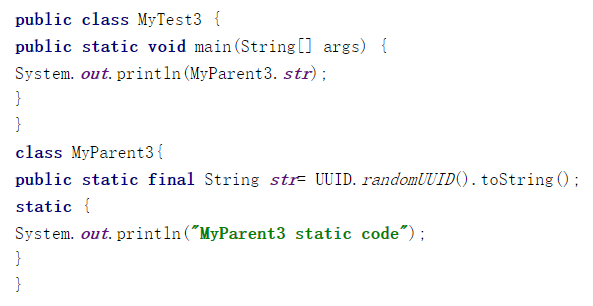 public class MyTest3 {
public static void main(String[] args) {
System.out.println(MyParent3.str);
}
}
class MyParent3{
public static final String str= UUID.randomUUID().toString();
static {
System.out.println("MyParent3 static code");
}
}